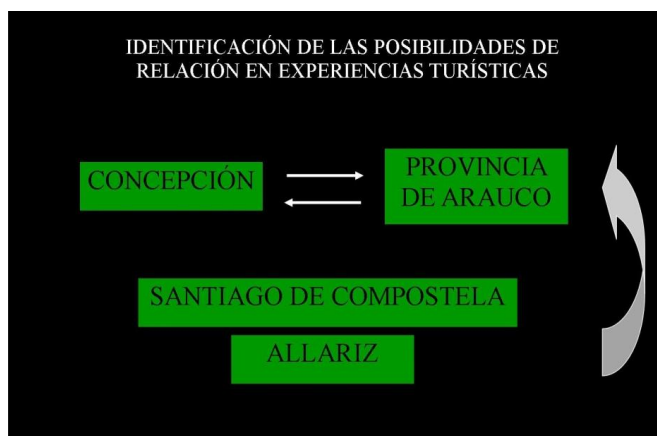 IDENTIFICACIÓN DE LAS POSIBILIDADES DE
RELACIÓN EN EXPERIENCIAS TURÍSTICAS
CONCEPCIÓN
PROVINCIA
DE ARAUCO
SANTIAGO DE COMPOSTELA
ALLARIZ